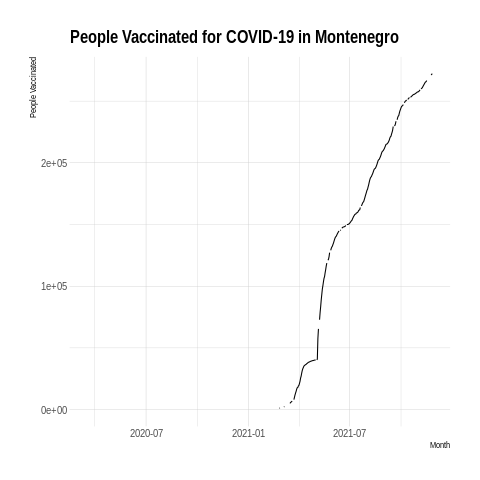 People Vaccinated for COVID-19 in Montenegro
People Vaccinated
2e+05
1e+05
0e+00
2020-07
2021-01
2021-07
Month